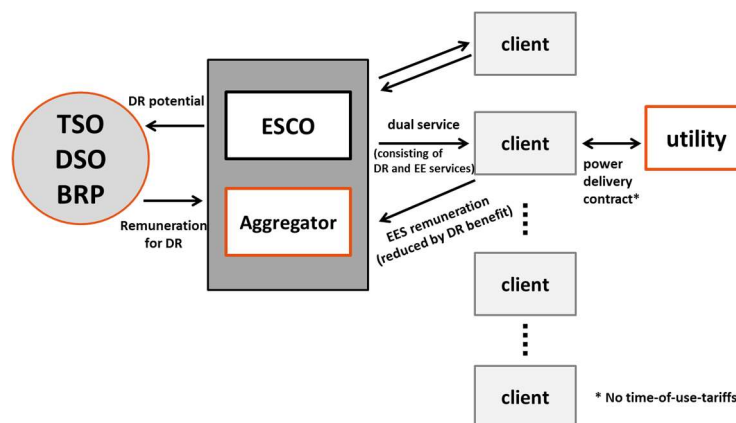 client
DR potential
TSO
DSO
BRP
ESCO
dual service
(consisting of
DR and EE services)
client
utility
power
delivery
contract*
Remuneration
for DR
Aggregator
EES remuneration
(reduced by DR benefit)
client
client
* No time-of-use-tariffs